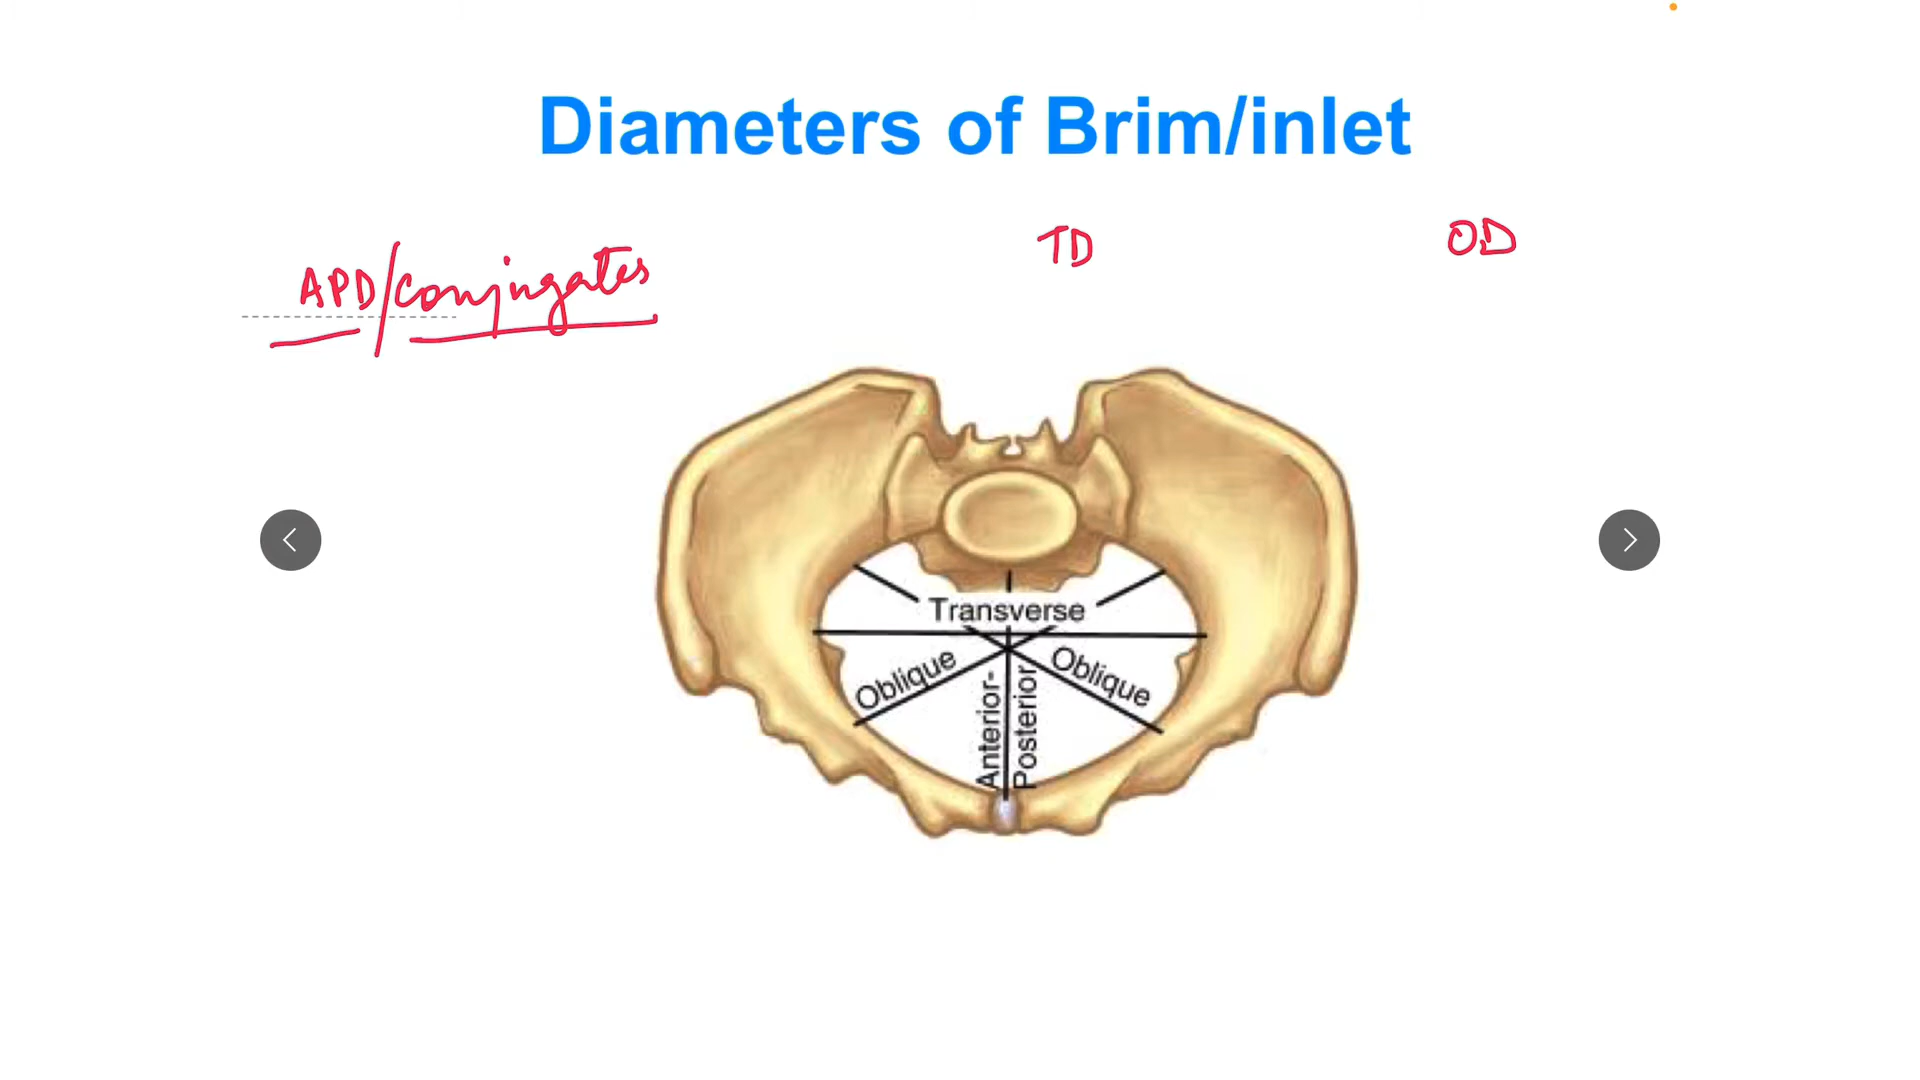 Diameters of Brim/inlet
APD/conjugates
TD
OD
Transverse
Oblique
Oblique
Anterior-
Posterior